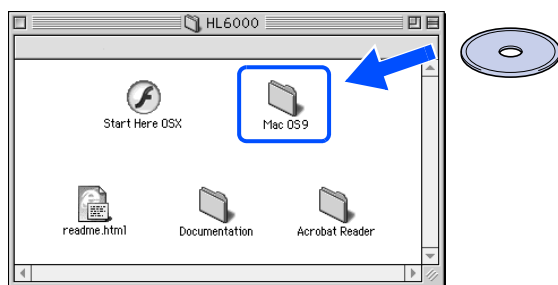 HL6000
Start Here OSX
Mac OS9
readme.html
Documentation
Acrobat Reader